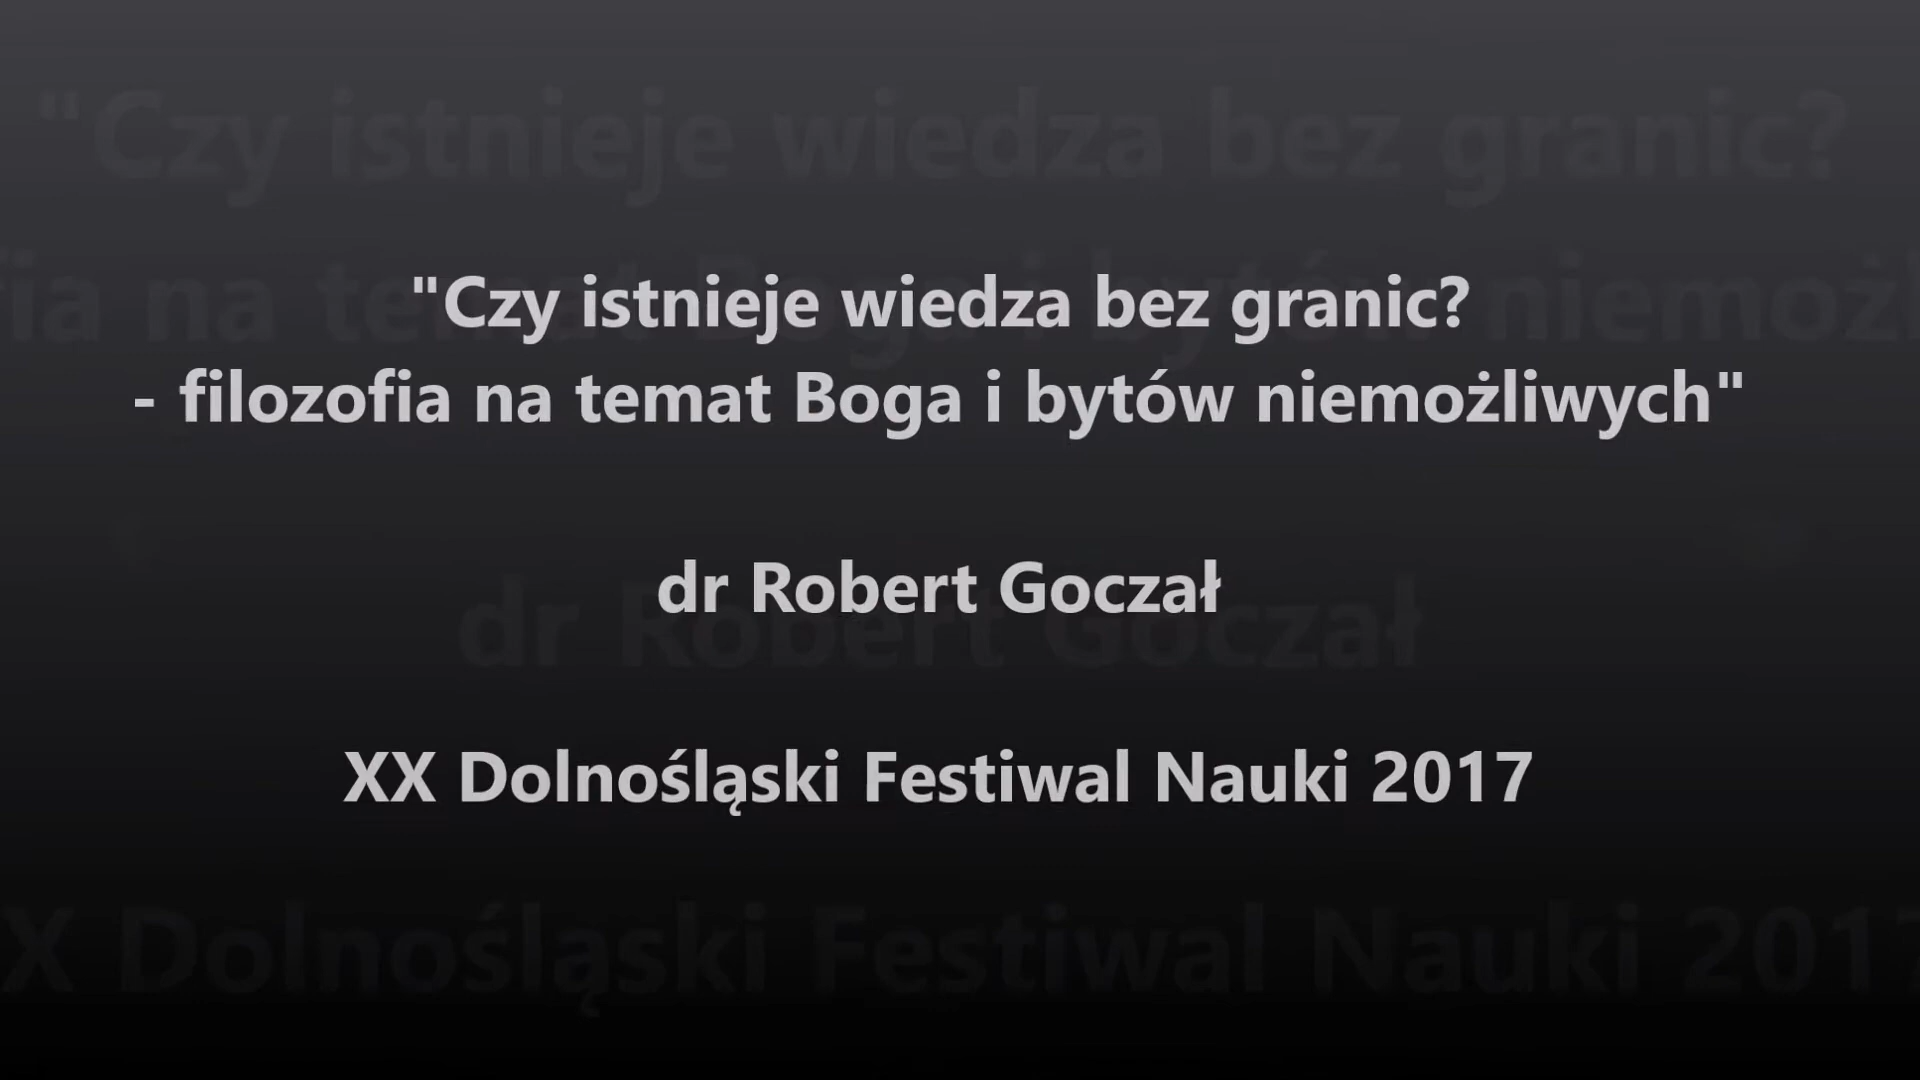 "Czy istnieje wiedza bez granic?
- filozofia na temat Boga i bytów niemożliwych"
dr Robert Goczał
XX Dolnośląski Festiwal Nauki 2017